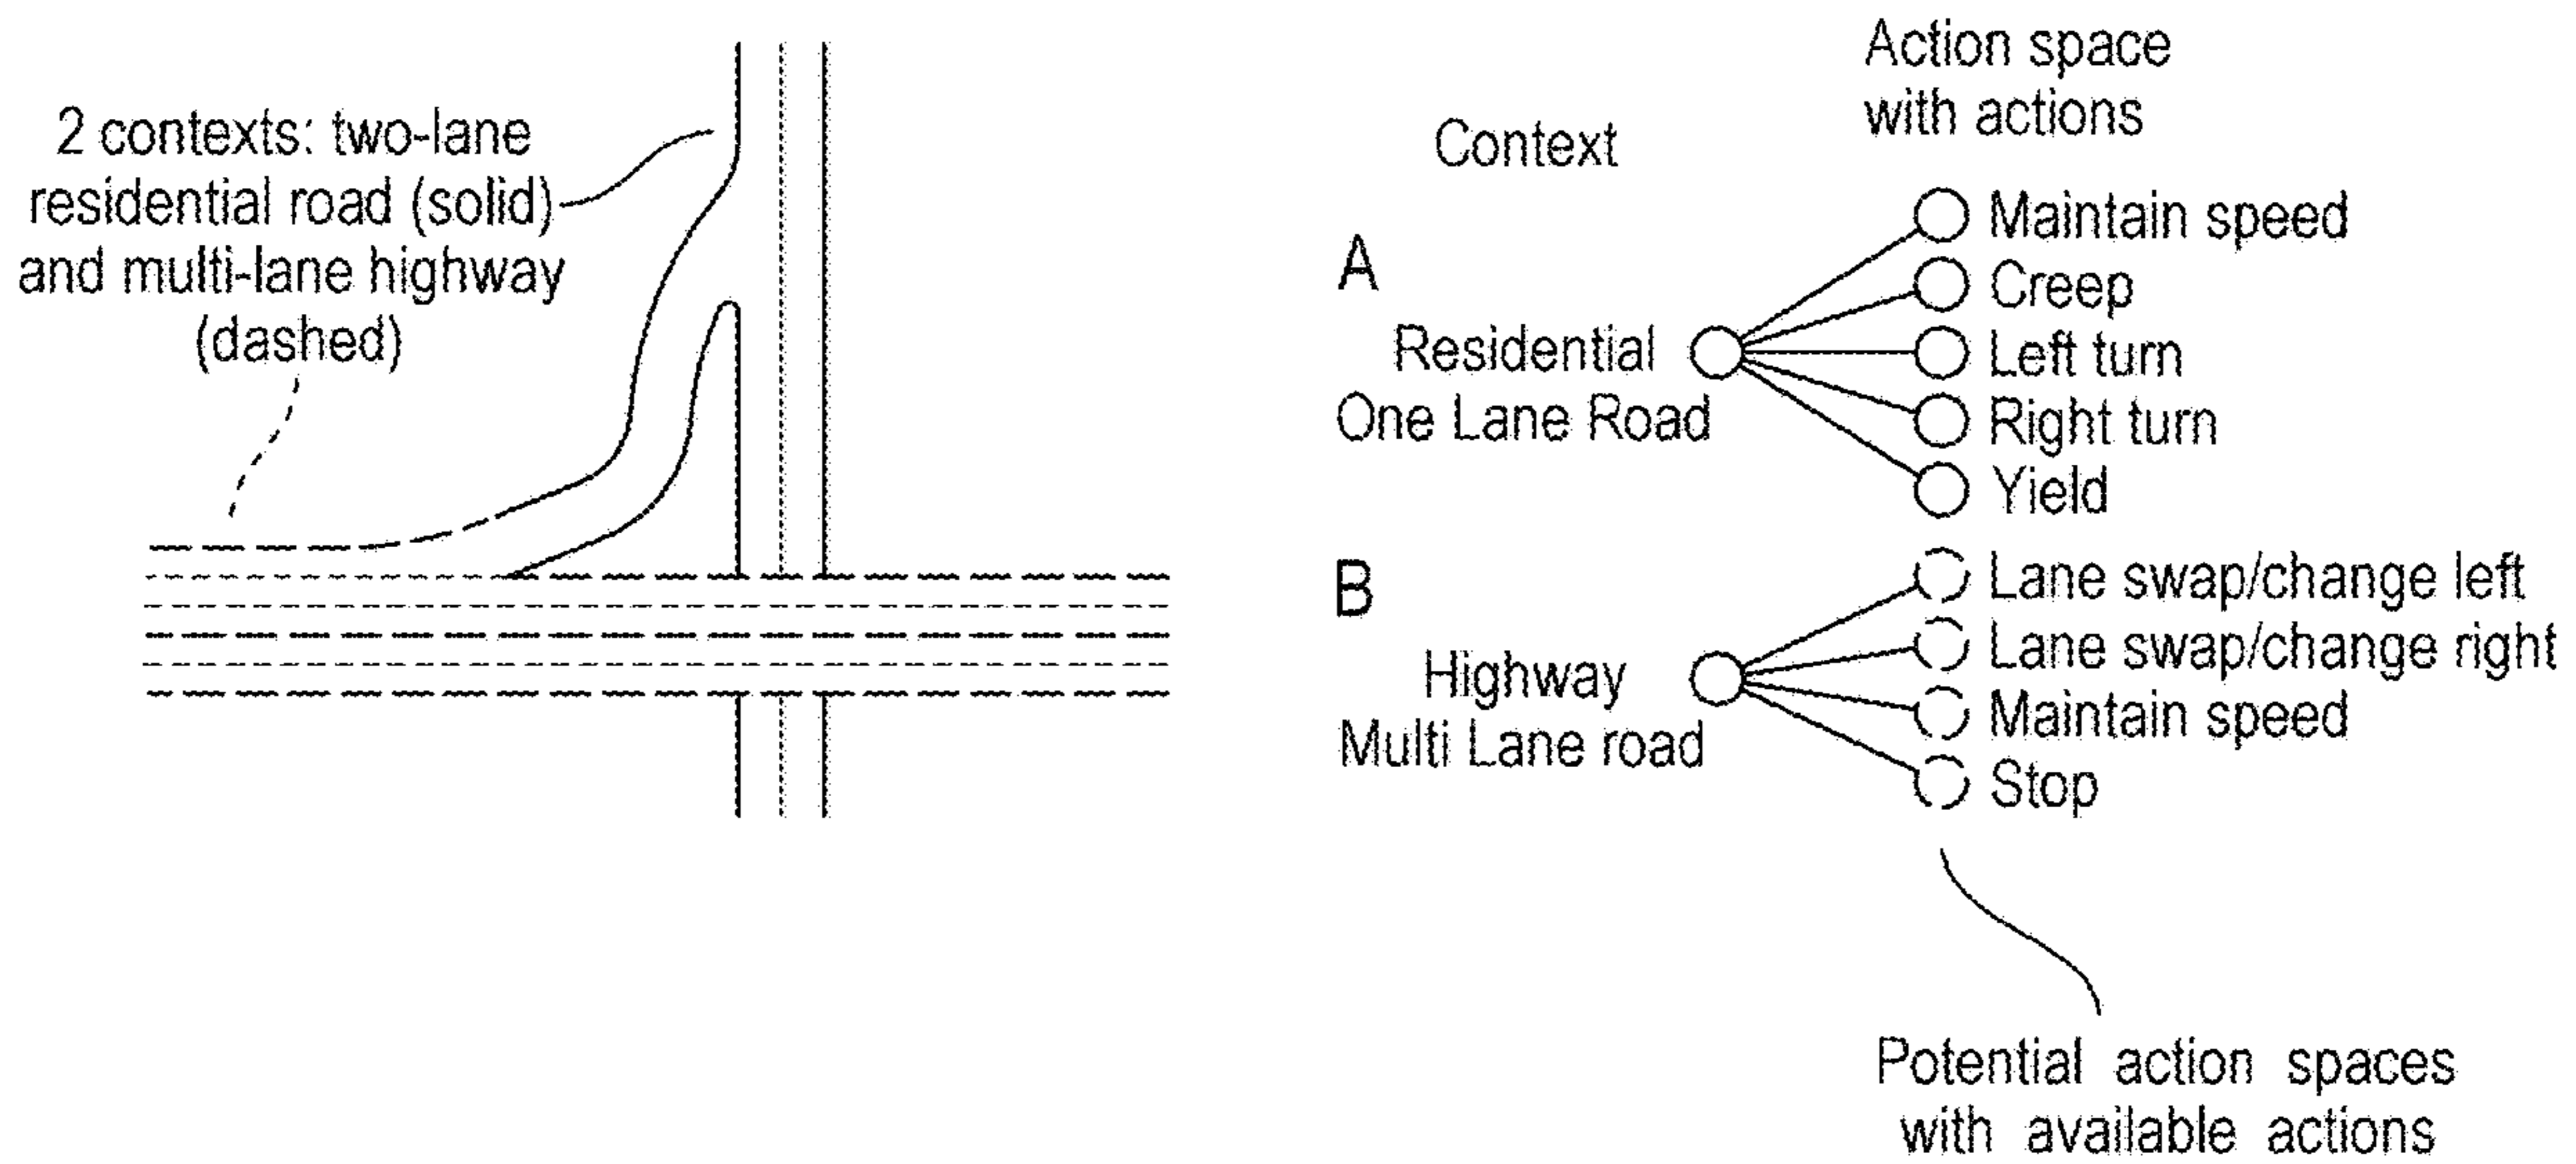 2 contexts: two-lane
residential road (solid)
and multi-lane highway
(dashed)
Context
Action space
with actions
A
Residential
One Lane Road
Maintain speed
Creep
Left turn
Right turn
Yield
B
Highway
Multi Lane road
Lane swap/change left
Lane swap/change right
Maintain speed
Stop
Potential action spaces
with available actions